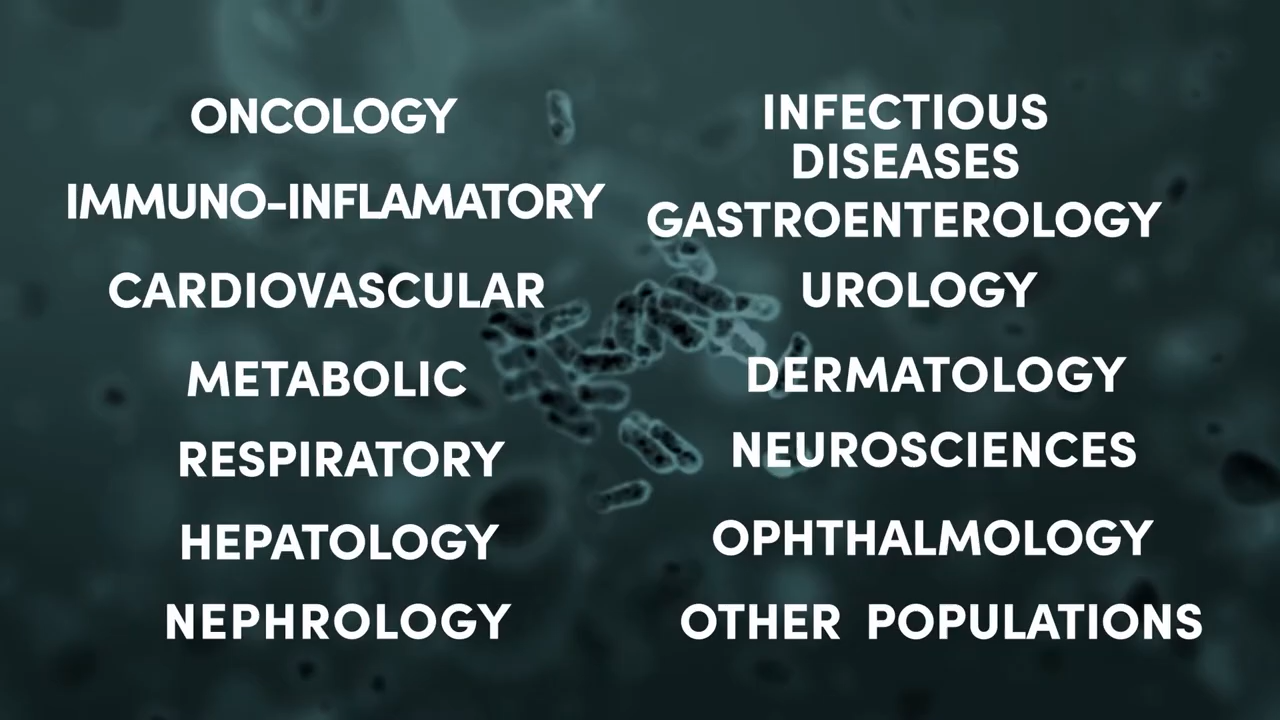 ONCOLOGY
IMMUNO-INFLAMATORY
CARDIOVASCULAR
METABOLIC
RESPIRATORY
HEPATOLOGY
NEPHROLOGY
INFECTIOUS
DISEASES
GASTROENTEROLOGY
UROLOGY
DERMATOLOGY
NEUROSCIENCES
OPHTHALMOLOGY
OTHER POPULATIONS